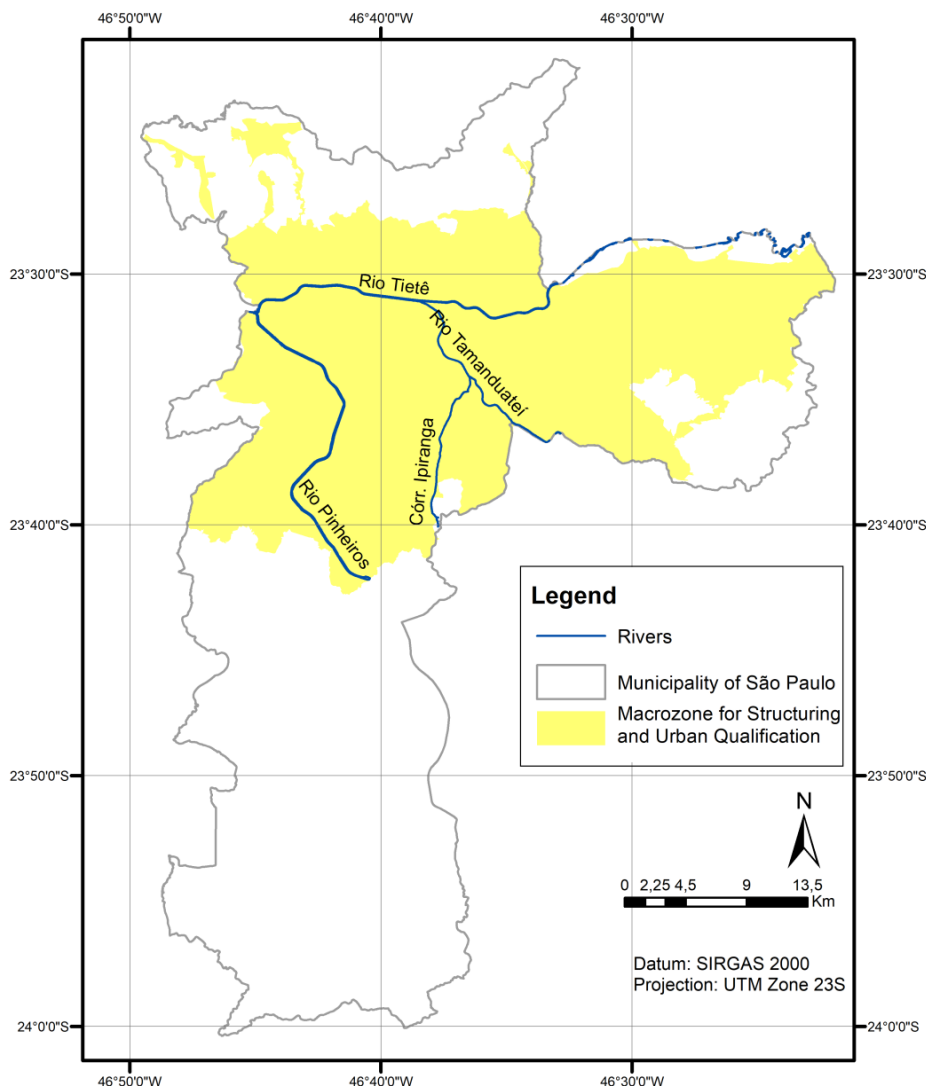 46°50'0"W
46°40'0"W
46°30'0"W
23°30'0"S
23°30'0"S
Rio Tietê
Rio Tamanduateí
Córr. Ipiranga
Rio Pinheiros
23°40'0"S
23°40'0"S
Legend
Rivers
Municipality of São Paulo
Macrozone for Structuring
and Urban Qualification
23°50'0"S
23°50'0"S
N
0 2,25 4,5 9 13,5
Km
Datum: SIRGAS 2000
Projection: UTM Zone 23S
24°0'0"S
24°0'0"S
46°50'0"W
46°40'0"W
46°30'0"W